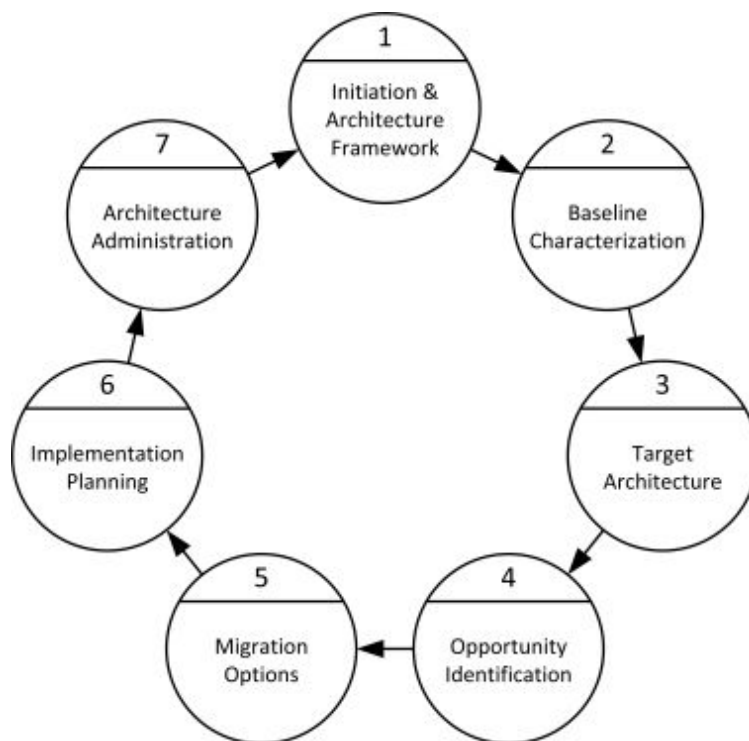 1
Initiation &
Architecture
Framework
2
Baseline
Characterization
3
Target
Architecture
4
Opportunity
Identification
5
Migration
Options
6
Implementation
Planning
7
Architecture
Administration